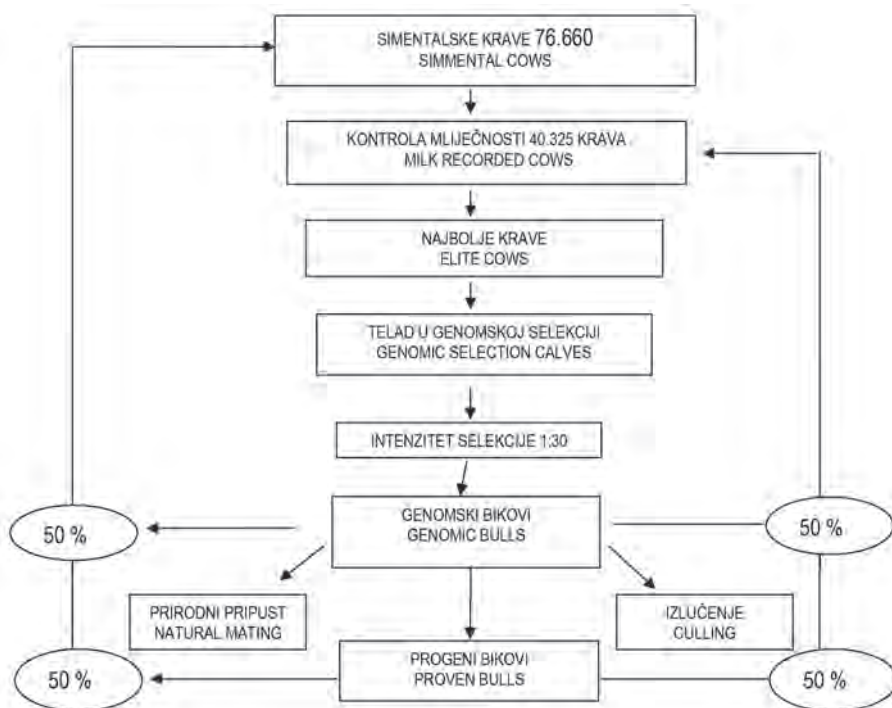 SIMENTALSKE KRAVE 76.660
SIMMENTAL COWS
KONTROLA MLIJEČNOSTI 40.325 KRAVA
MILK RECORDED COWS
NAJBOLJE KRAVE
ELITE COWS
TELAD U GENOMSKOJ SELEKCIJI
GENOMIC SELECTION CALVES
INTENZITET SELEKCIJE 1:30
50 %
GENOMSKI BIKOVI
GENOMIC BULLS
50 %
PRIRODNI PRIPUST
NATURAL MATING
IZLUČENJE
CULLING
50 %
PROGENI BIKOVI
PROVEN BULLS
50 %